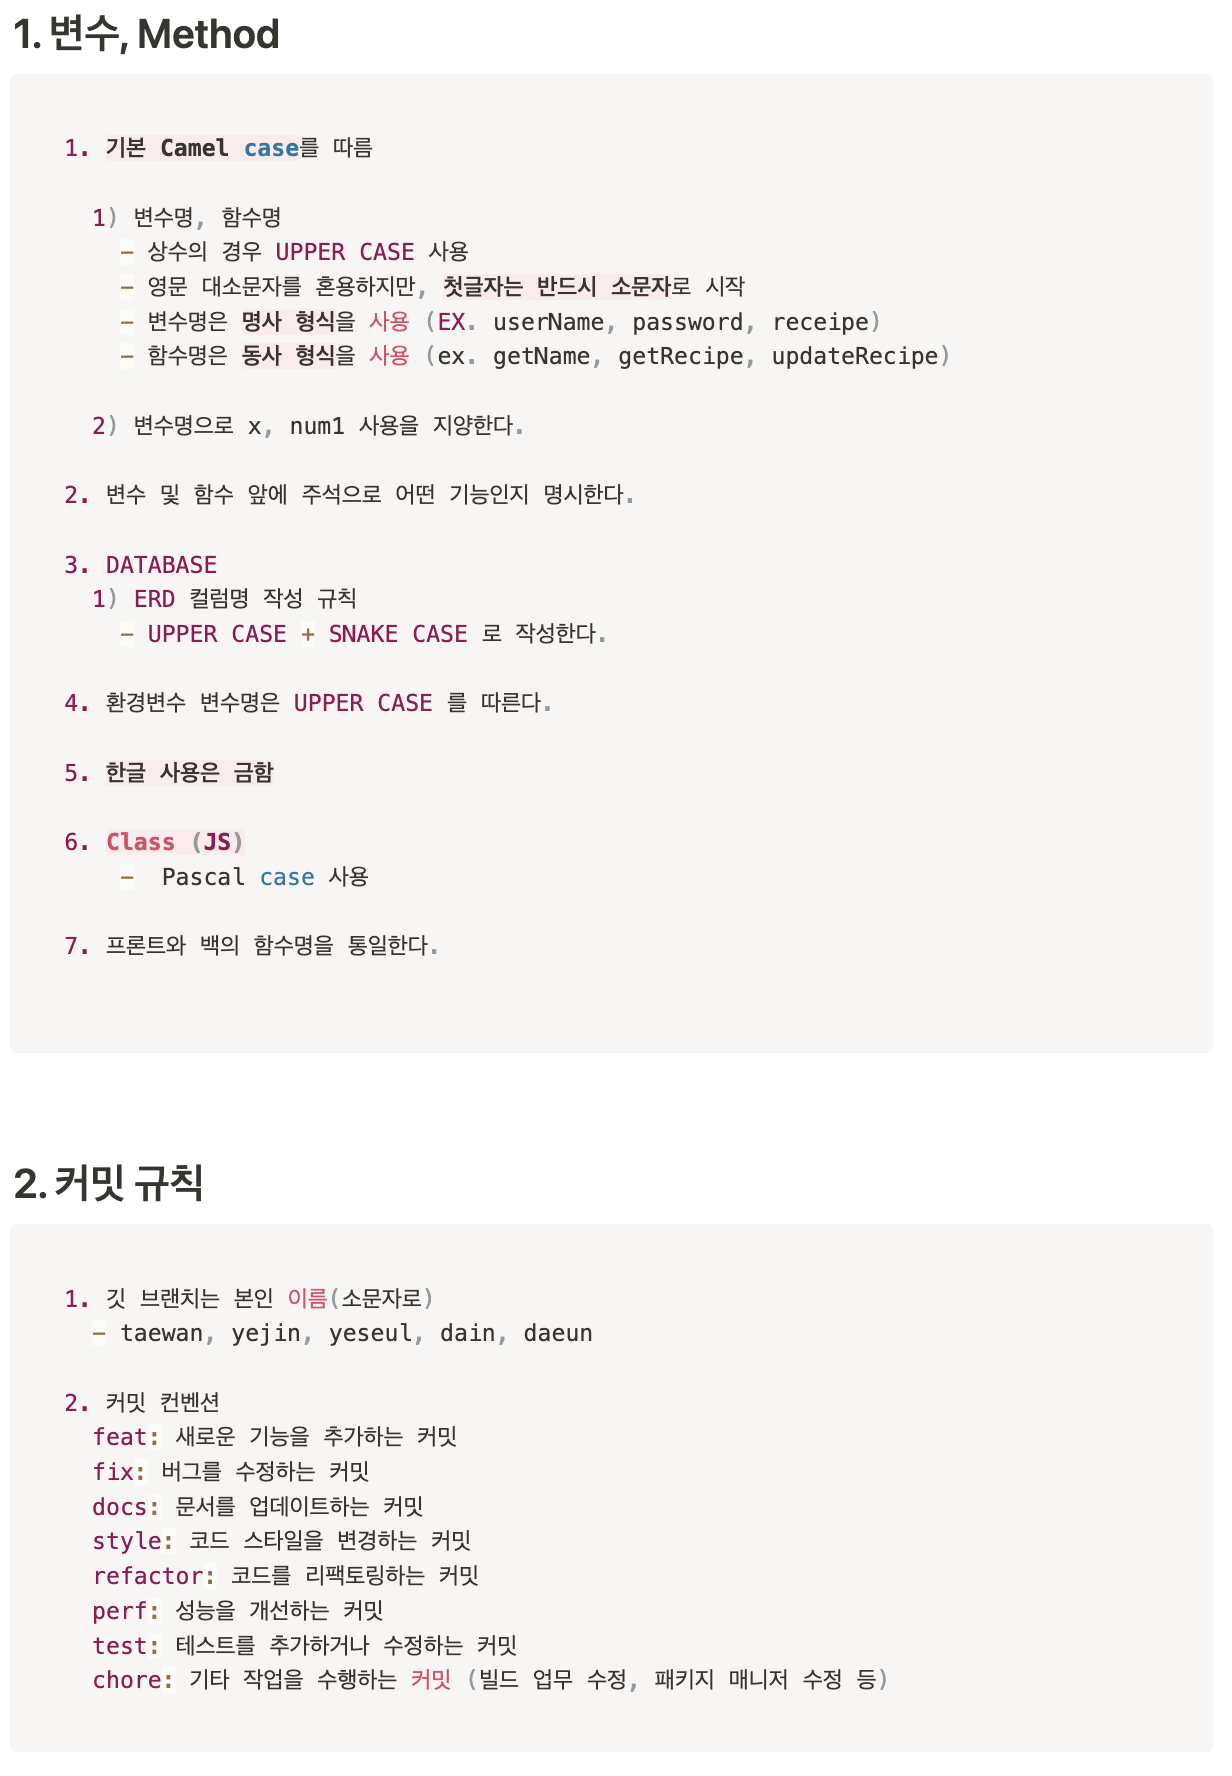 1. 변수, Method
1. 기본 Camel case를 따름
1) 변수명, 함수명
- 상수의 경우 UPPER CASE 사용
- 영문 대소문자를 혼용하지만, 첫글자는 반드시 소문자로 시작
- 변수명은 명사 형식을 사용 (EX. userName, password, receipe)
- 함수명은 동사 형식을 사용 (ex. getName, getRecipe, updateRecipe)
2) 변수명으로 x, num1 사용을 지양한다.
2. 변수 및 함수 앞에 주석으로 어떤 기능인지 명시한다.
3. DATABASE
1) ERD 컬럼명 작성 규칙
- UPPER CASE + SNAKE CASE 로 작성한다.
4. 환경변수 변수명은 UPPER CASE 를 따른다.
5. 한글 사용은 금함
6. Class (JS)
- Pascal case 사용
7. 프론트와 백의 함수명을 통일한다.
2. 커밋 규칙
1. 깃 브랜치는 본인 이름(소문자로)
- taewan, yejin, yeseul, dain, daeun
2. 커밋 컨벤션
feat: 새로운 기능을 추가하는 커밋
fix: 버그를 수정하는 커밋
docs: 문서를 업데이트하는 커밋
style: 코드 스타일을 변경하는 커밋
refactor: 코드를 리팩토링하는 커밋
perf: 성능을 개선하는 커밋
test: 테스트를 추가하거나 수정하는 커밋
chore: 기타 작업을 수행하는 커밋 (빌드 업무 수정, 패키지 매니저 수정 등)